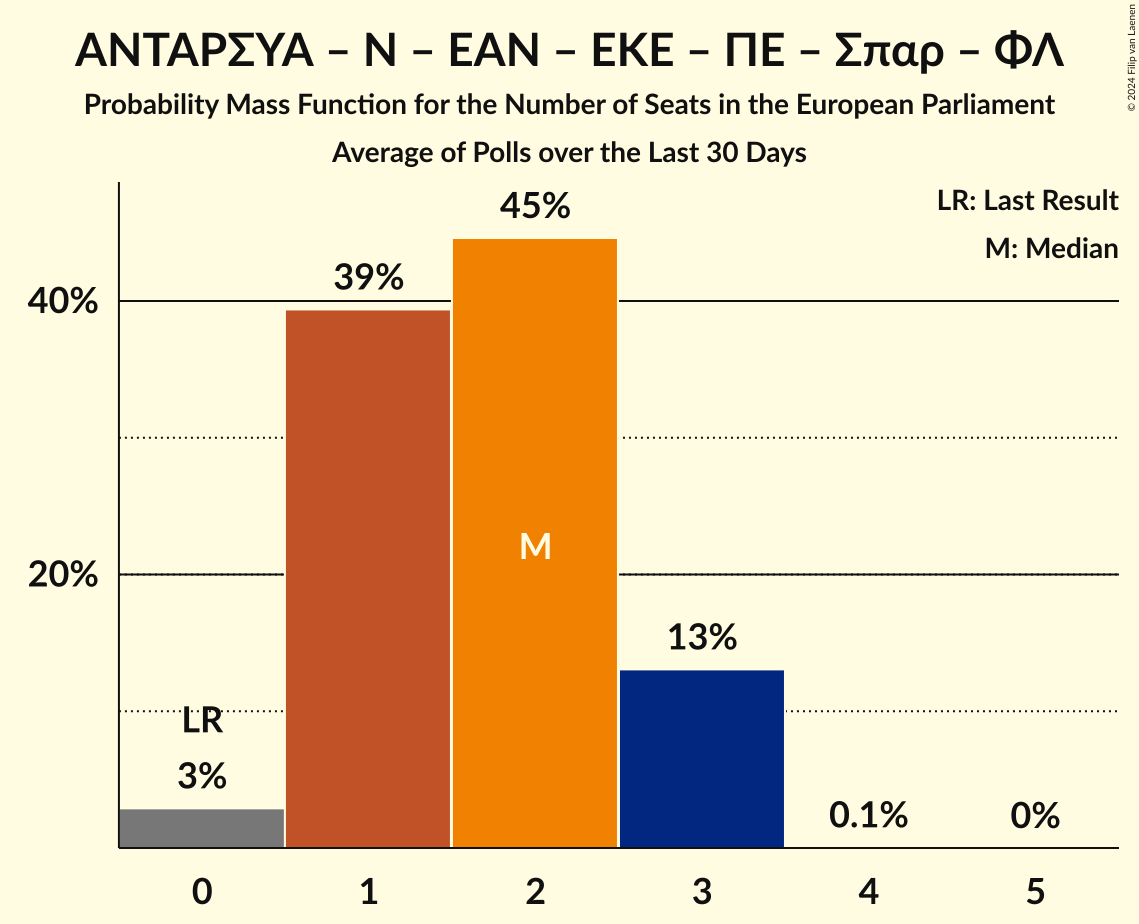 ΑΝΤΑΡΣΥΑ – Ν – ΕΑΝ – ΕΚΕ – ΠΕ – Σπαρ – ΦΛ
Probability Mass Function for the Number of Seats in the European Parliament
Average of Polls over the Last 30 Days
© 2024 Filip van Laenen
LR: Last Result
M: Median
45%
39%
40%
M
20%
13%
LR
3%
0.1%
0%
0 1 2 3 4 5